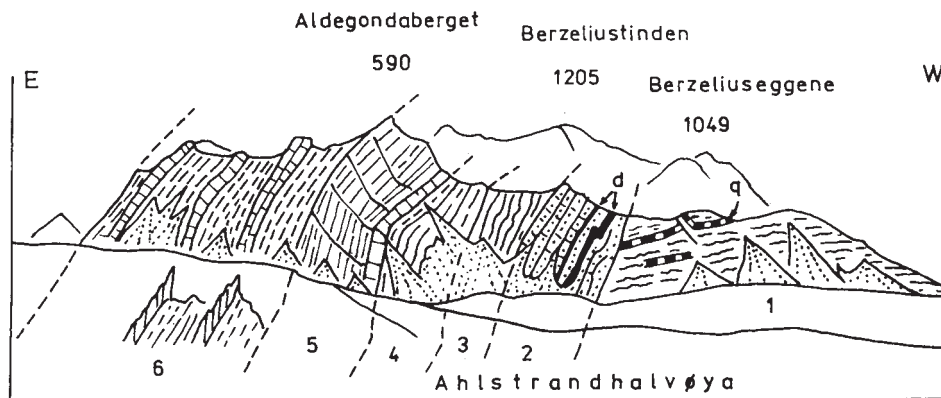 Aldegondaberget
590
Berzeliustinden
1205
Berzeliuseggene
1049
E
W
d
q
1
2
3
4
5
6
Ahlstrandhalvøya